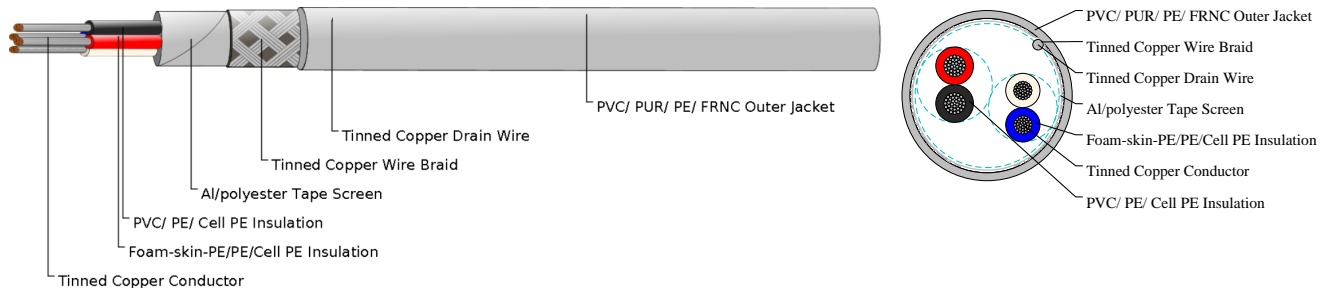 PVC/ PUR/ PE/ FRNC Outer Jacket
Tinned Copper Drain Wire
Tinned Copper Wire Braid
Al/polyester Tape Screen
PVC/ PE/ Cell PE Insulation
Foam-skin-PE/PE/Cell PE Insulation
Tinned Copper Conductor
PVC/ PUR/ PE/ FRNC Outer Jacket
Tinned Copper Wire Braid
Tinned Copper Drain Wire
Al/polyester Tape Screen
Foam-skin-PE/PE/Cell PE Insulation
Tinned Copper Conductor
PVC/ PE/ Cell PE Insulation